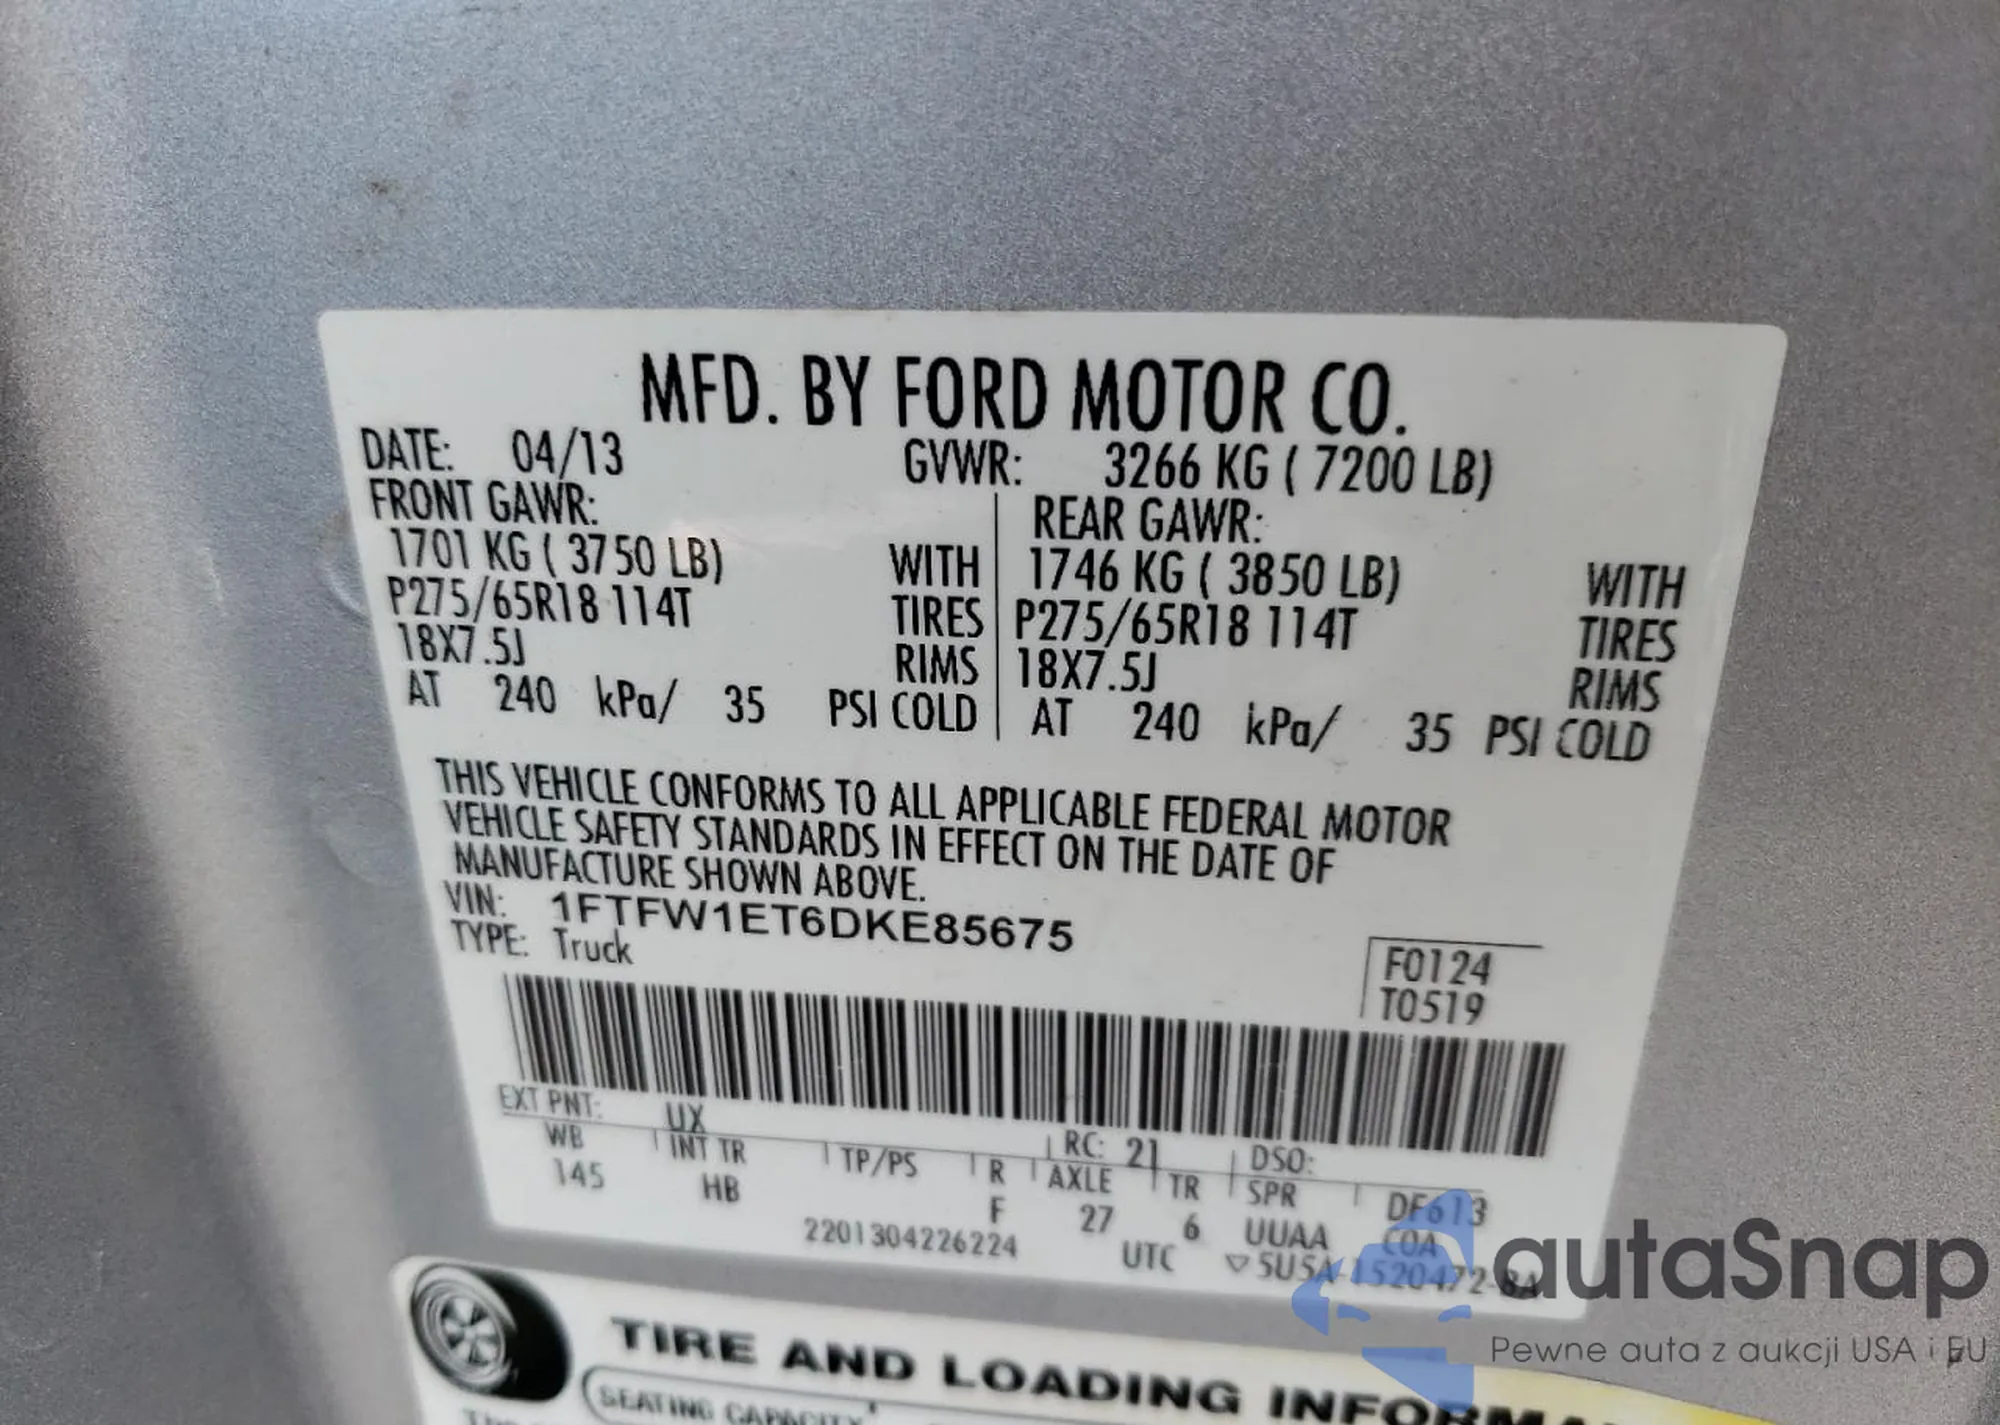 MFD. BY FORD MOTOR CO.
DATE: 04/13 GVWR: 3266 KG ( 7200 LB)
FRONT GAWR: REAR GAWR:
1701 KG ( 3750 LB) WITH 1746 KG ( 3850 LB) WITH
P275/65R18 114T TIRES P275/65R18 114T TIRES
18X7.5J RIMS 18X7.5J RIMS
AT 240 kPa/ 35 PSI COLD AT 240 kPa/ 35 PSI COLD
THIS VEHICLE CONFORMS TO ALL APPLICABLE FEDERAL MOTOR
VEHICLE SAFETY STANDARDS IN EFFECT ON THE DATE OF
MANUFACTURE SHOWN ABOVE.
VIN: 1FTFW1ET6DKE85675
TYPE: Truck
F0124
T0519
EXT PNT: UX RC: 21 DSO:
WB INT TR TP/PS R AXLE TR SPR DF613
145 HB F 27 6 UUAA COA
2201304226224 UTC ▽5U5A-1520472-BA
TIRE AND LOADING
SEATING CAPACITY
autaSnap
Pewne auta z aukcji USA i EU